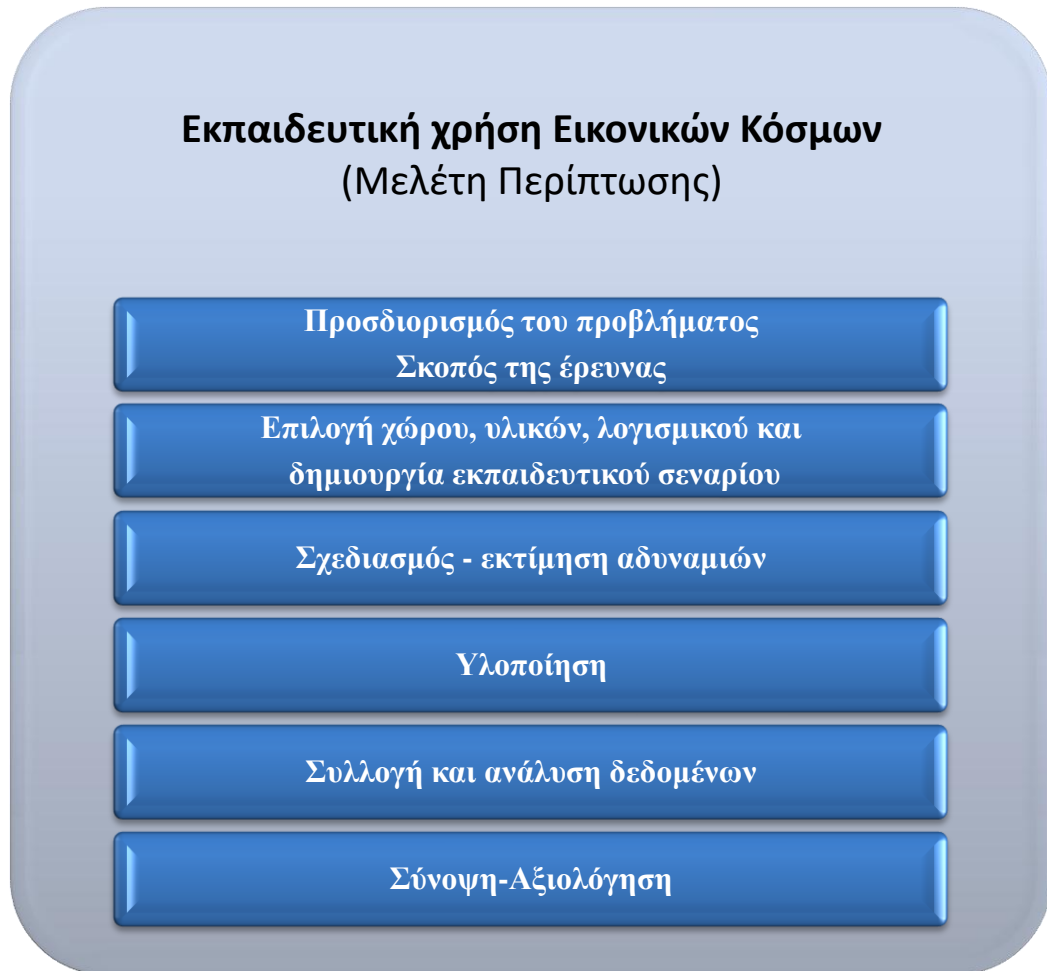 Εκπαιδευτική χρήση Εικονικών Κόσμων
(Μελέτη Περίπτωσης)
Προσδιορισμός του προβλήματος
Σκοπός της έρευνας
Επιλογή χώρου, υλικών, λογισμικού και
δημιουργία εκπαιδευτικού σεναρίου
Σχεδιασμός - εκτίμηση αδυναμιών
Υλοποίηση
Συλλογή και ανάλυση δεδομένων
Σύνοψη-Αξιολόγηση